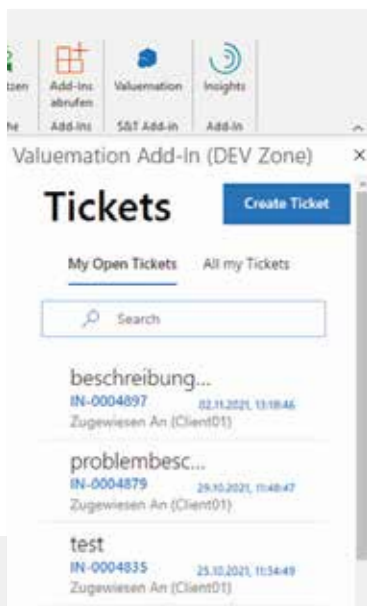 tzen
Add-Ins abrufen
Valuemation
Insights
he
Add-Ins
S&T Add-in
Add-In
Valuemation Add-In (DEV Zone)
Tickets
Create Ticket
My Open Tickets
All my Tickets
Search
beschreibung...
IN-0004897
02.11.2021, 13:18:46
Zugewiesen An (Client01)
problembesc...
IN-0004879
29.10.2021, 11:48:47
Zugewiesen An (Client01)
test
IN-0004835
25.10.2021, 11:54:49
Zugewiesen An (Client01)